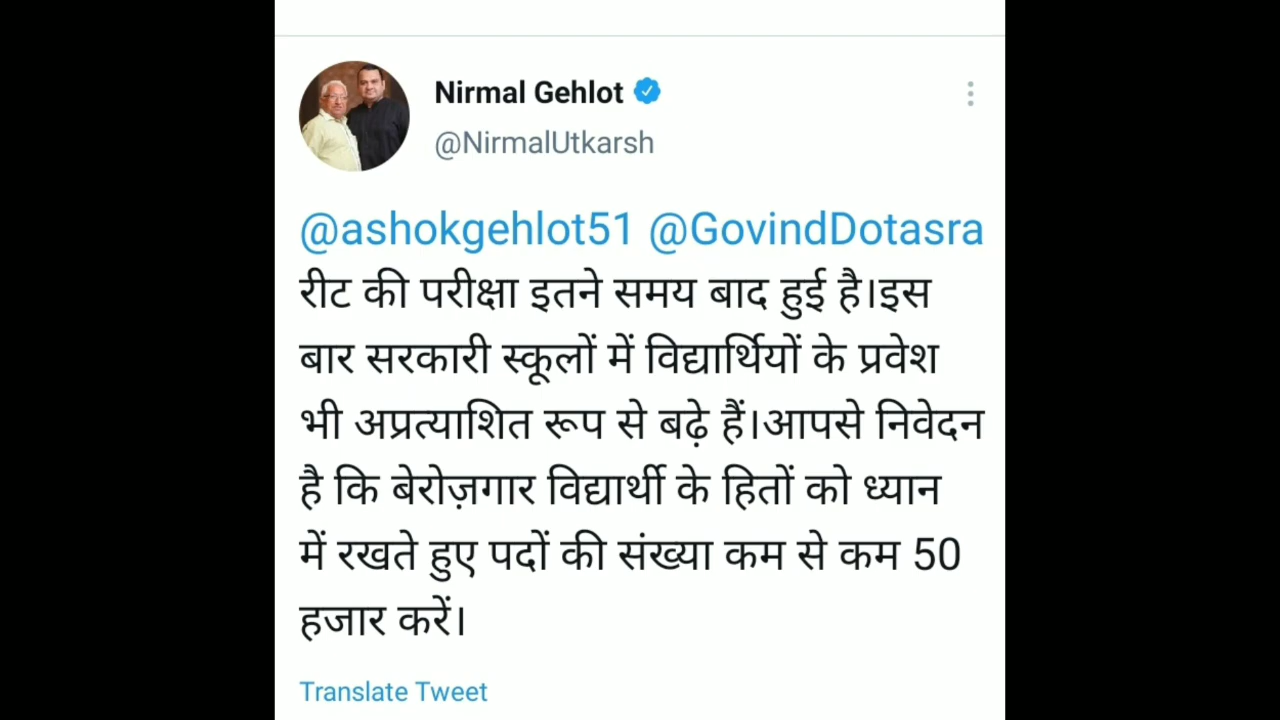 Nirmal Gehlot
@NirmalUtkarsh
@ashokgehlot51 @GovindDotasra
रीट की परीक्षा इतने समय बाद हुई है।इस
बार सरकारी स्कूलों में विद्यार्थियों के प्रवेश
भी अप्रत्याशित रूप से बढ़े हैं।आपसे निवेदन
है कि बेरोज़गार विद्यार्थी के हितों को ध्यान
में रखते हुए पदों की संख्या कम से कम 50
हजार करें।
Translate Tweet